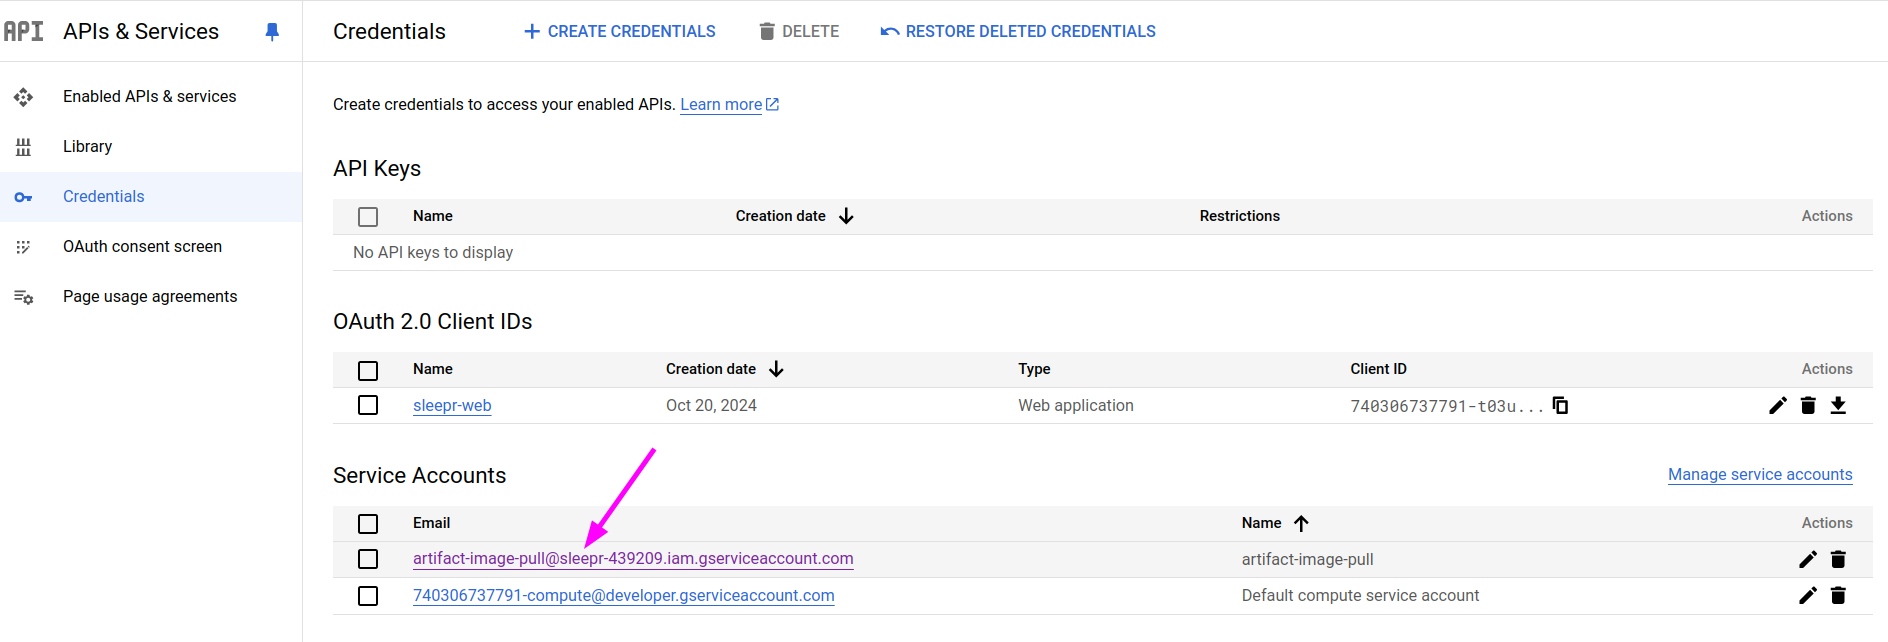 API APIs & Services
Credentials
CREATE CREDENTIALS
DELETE
RESTORE DELETED CREDENTIALS
Enabled APIs & services
Library
Credentials
OAuth consent screen
Page usage agreements
Create credentials to access your enabled APIs. Learn more
API Keys
Name Creation date Restrictions Actions
No API keys to display
OAuth 2.0 Client IDs
Name Creation date Type Client ID Actions
sleepr-web Oct 20, 2024 Web application 740306737791-t03u...
Service Accounts Manage service accounts
Email Name Actions
artifact-image-pull@sleepr-439209.iam.gserviceaccount.com artifact-image-pull
740306737791-compute@developer.gserviceaccount.com Default compute service account